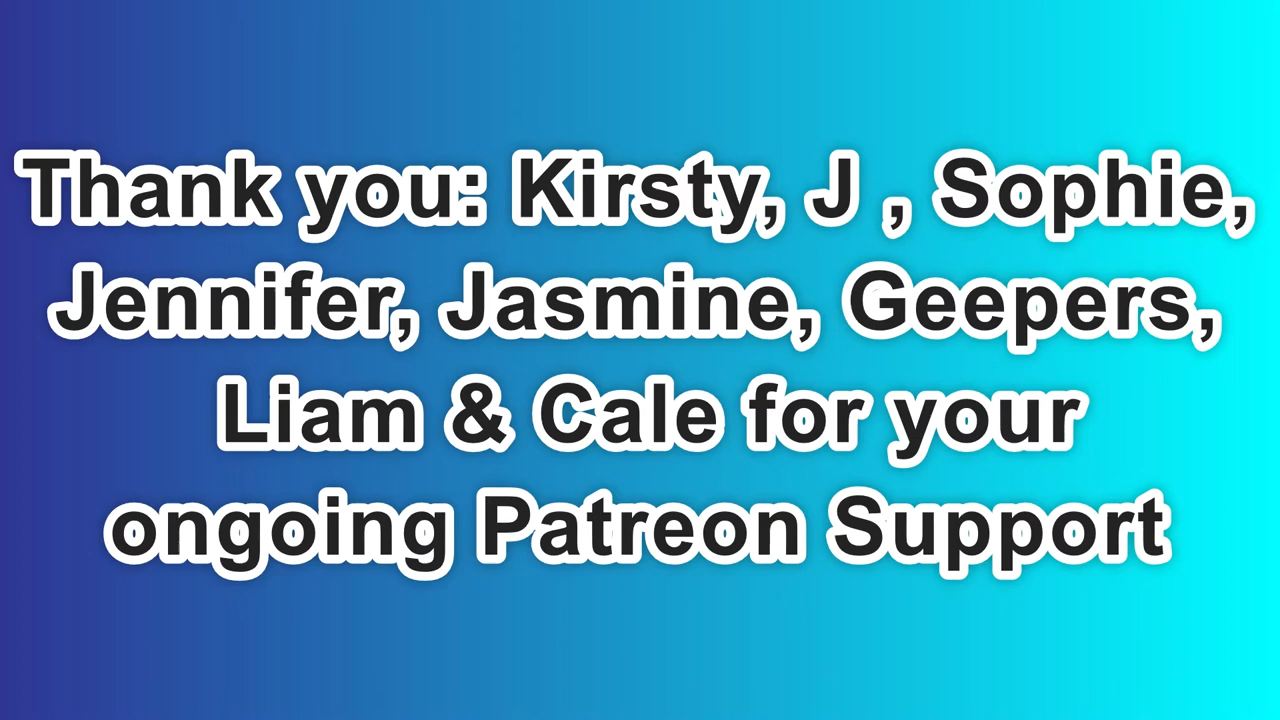 Thank you: Kirsty, J , Sophie,
Jennifer, Jasmine, Geepers,
Liam & Cale for your
ongoing Patreon Support